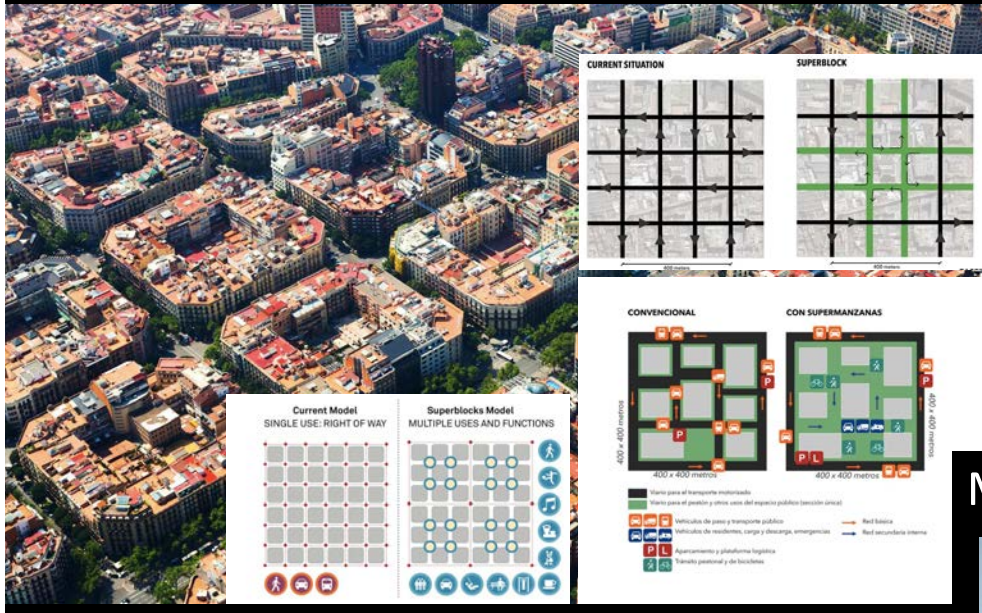 CURRENT SITUATION
SUPERBLOCK
400 meters
400 meters
CONVENCIONAL
CON SUPERMANZANAS
P
P
P
P L
400 x 400 metros
400 x 400 metros
400 x 400 metros
400 x 400 metros
Viario para el transporte motorizado
Viario para el peatón y otros usos del espacio público (sección única)
Vehículos de paso y transporte público
Vehículos de residentes, carga y descarga, emergencias
P L
Aparcamiento y plataforma logística
Tránsito peatonal y de bicicletas
Red básica
Red secundaria interna
Current Model
SINGLE USE: RIGHT OF WAY
Superblocks Model
MULTIPLE USES AND FUNCTIONS